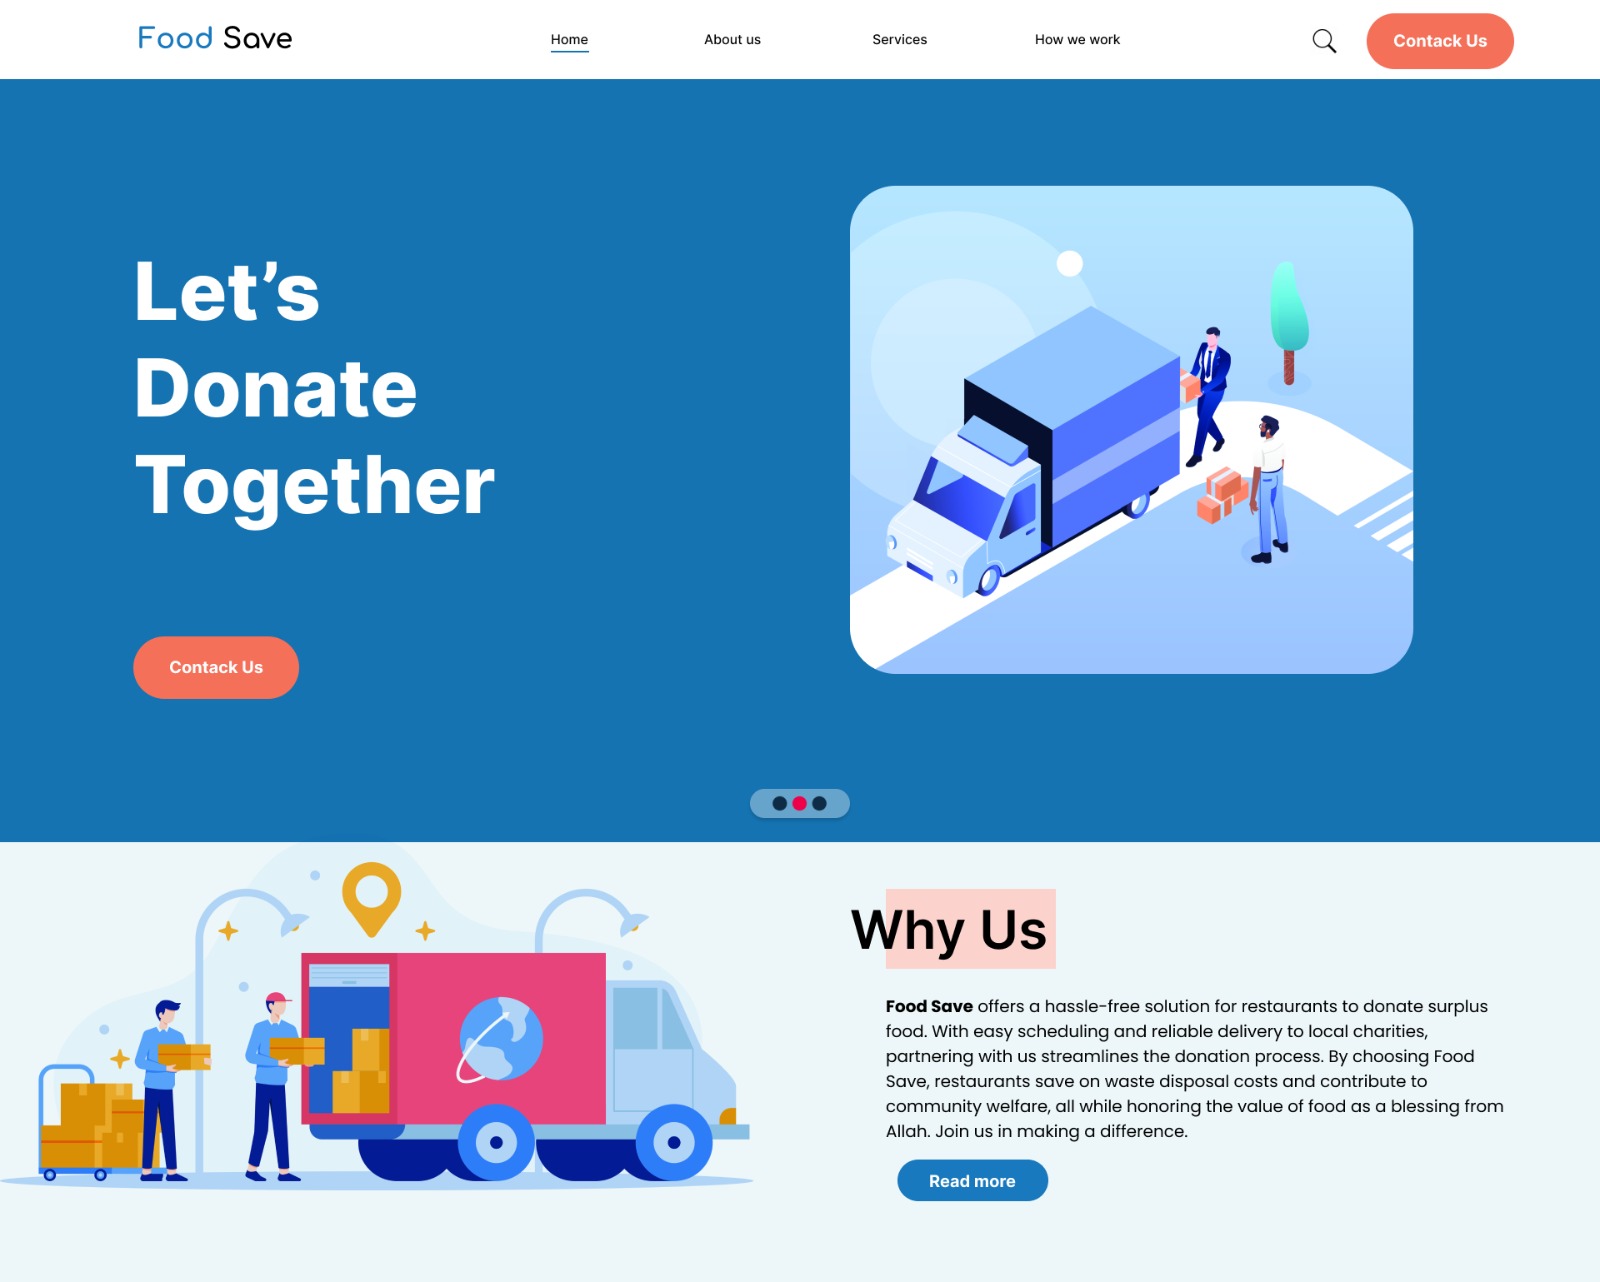 Food Save
Home
About us
Services
How we work
Contack Us
Let’s
Donate
Together
Contack Us
Why Us
Food Save offers a hassle-free solution for restaurants to donate surplus
food. With easy scheduling and reliable delivery to local charities,
partnering with us streamlines the donation process. By choosing Food
Save, restaurants save on waste disposal costs and contribute to
community welfare, all while honoring the value of food as a blessing from
Allah. Join us in making a difference.
Read more